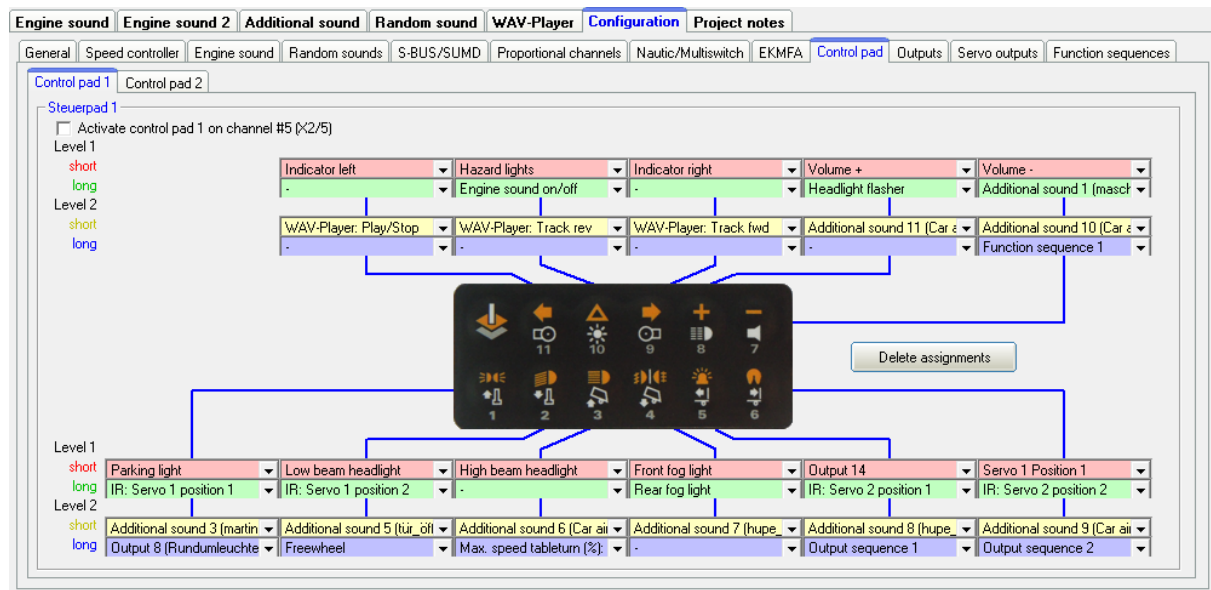 Engine sound Engine sound 2 Additional sound Random sound WAV-Player Configuration Project notes
General Speed controller Engine sound Random sounds S-BUS/SUMD Proportional channels Nautic/Multiswitch EKMFA Control pad Outputs Servo outputs Function sequences
Control pad 1 Control pad 2
Steuerpad 1
Activate control pad 1 on channel #5 (X2/5)
Level 1
short Indicator left Hazard lights Indicator right Volume + Volume -
long - Engine sound on/off - Headlight flasher Additional sound 1 (masch
Level 2
short WAV-Player: Play/Stop WAV-Player: Track rev WAV-Player: Track fwd Additional sound 11 (Car a Additional sound 10 (Car a
long - - - - Function sequence 1
11 10 9 8 7
Delete assignments
1 2 3 4 5 6
Level 1
short Parking light Low beam headlight High beam headlight Front fog light Output 14 Servo 1 Position 1
long IR: Servo 1 position 1 IR: Servo 1 position 2 - Rear fog light IR: Servo 2 position 1 IR: Servo 2 position 2
Level 2
short Additional sound 3 (martin Additional sound 5 (tür_öff Additional sound 6 (Car air Additional sound 7 (hupe_ Additional sound 8 (hupe_ Additional sound 9 (Car air
long Output 8 (Rundumleuchte Freewheel Max. speed tableturn (%): - Output sequence 1 Output sequence 2